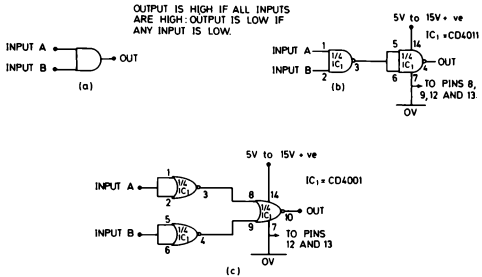 OUTPUT IS HIGH IF ALL INPUTS
ARE HIGH: OUTPUT IS LOW IF
ANY INPUT IS LOW.
INPUT A
INPUT B
OUT
(a)
5V to 15V + ve
IC1 = CD4011
INPUT A
INPUT B
1
2
1/4
IC1
3
5
6
14
1/4
IC1
4
7
OUT
TO PINS 8,
9, 12 AND 13.
0V
(b)
5V to 15V + ve
IC1 = CD4001
INPUT A
1
2
1/4
IC1
3
INPUT B
5
6
1/4
IC1
4
8
9
14
1/4
IC1
10
7
OUT
TO PINS
12 AND 13
0V
(c)